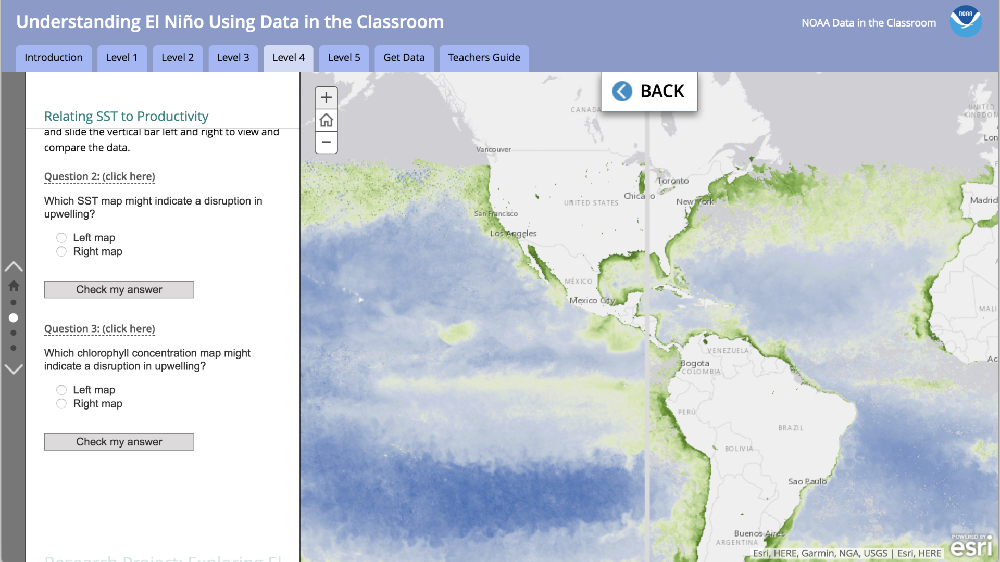 Understanding El Niño Using Data in the Classroom
NOAA Data in the Classroom
NOAA
Introduction
Level 1
Level 2
Level 3
Level 4
Level 5
Get Data
Teachers Guide
Relating SST to Productivity
and slide the vertical bar left and right to view and
compare the data.
Question 2: (click here)
Which SST map might indicate a disruption in
upwelling?
Left map
Right map
Check my answer
Question 3: (click here)
Which chlorophyll concentration map might
indicate a disruption in upwelling?
Left map
Right map
Check my answer
Research Project: Exploring El
+
−
BACK
CANADA
UNITED
KINGDOM
Lon
Vancouver
Toronto
Chicago
New York
UNITED STATES
Madrid
San Francisco
Los Angeles
MÉXICO
Mexico City
MALI
VENEZUELA
Bogota
COLOMBIA
Ac
PERÚ
BRAZIL
BOLIVIA
Sao Paulo
Buenos Aires
ARGENTINA
POWERED BY
esri
Esri, HERE, Garmin, NGA, USGS | Esri, HERE